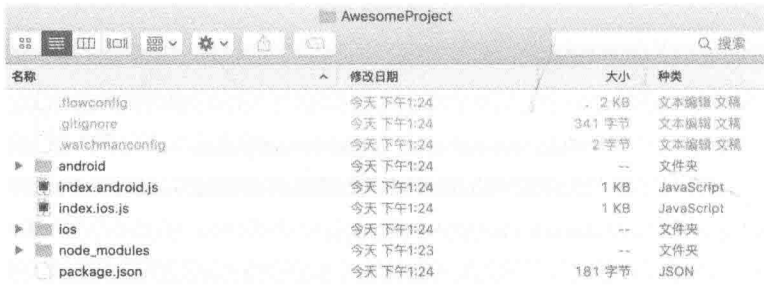 AwesomeProject
搜索
名称 修改日期 大小 种类
.flowconfig 今天 下午1:24 2 KB 文本编辑 文稿
.gitignore 今天 下午1:24 341 字节 文本编辑 文稿
.watchmanconfig 今天 下午1:24 2 字节 文本编辑 文稿
android 今天 下午1:24 -- 文件夹
index.android.js 今天 下午1:24 1 KB JavaScript
index.ios.js 今天 下午1:24 1 KB JavaScript
ios 今天 下午1:24 -- 文件夹
node_modules 今天 下午1:23 -- 文件夹
package.json 今天 下午1:24 181 字节 JSON